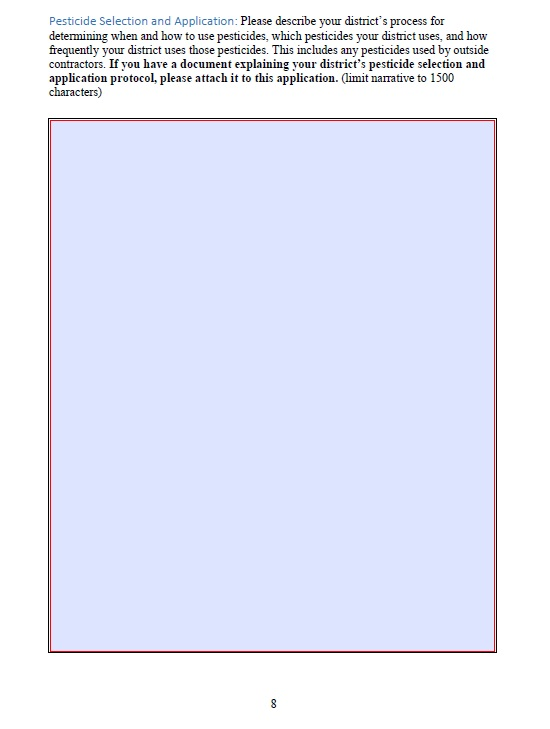 Pesticide Selection and Application: Please describe your district’s process for
determining when and how to use pesticides, which pesticides your district uses, and how
frequently your district uses those pesticides. This includes any pesticides used by outside
contractors. If you have a document explaining your district’s pesticide selection and
application protocol, please attach it to this application. (limit narrative to 1500
characters)
8